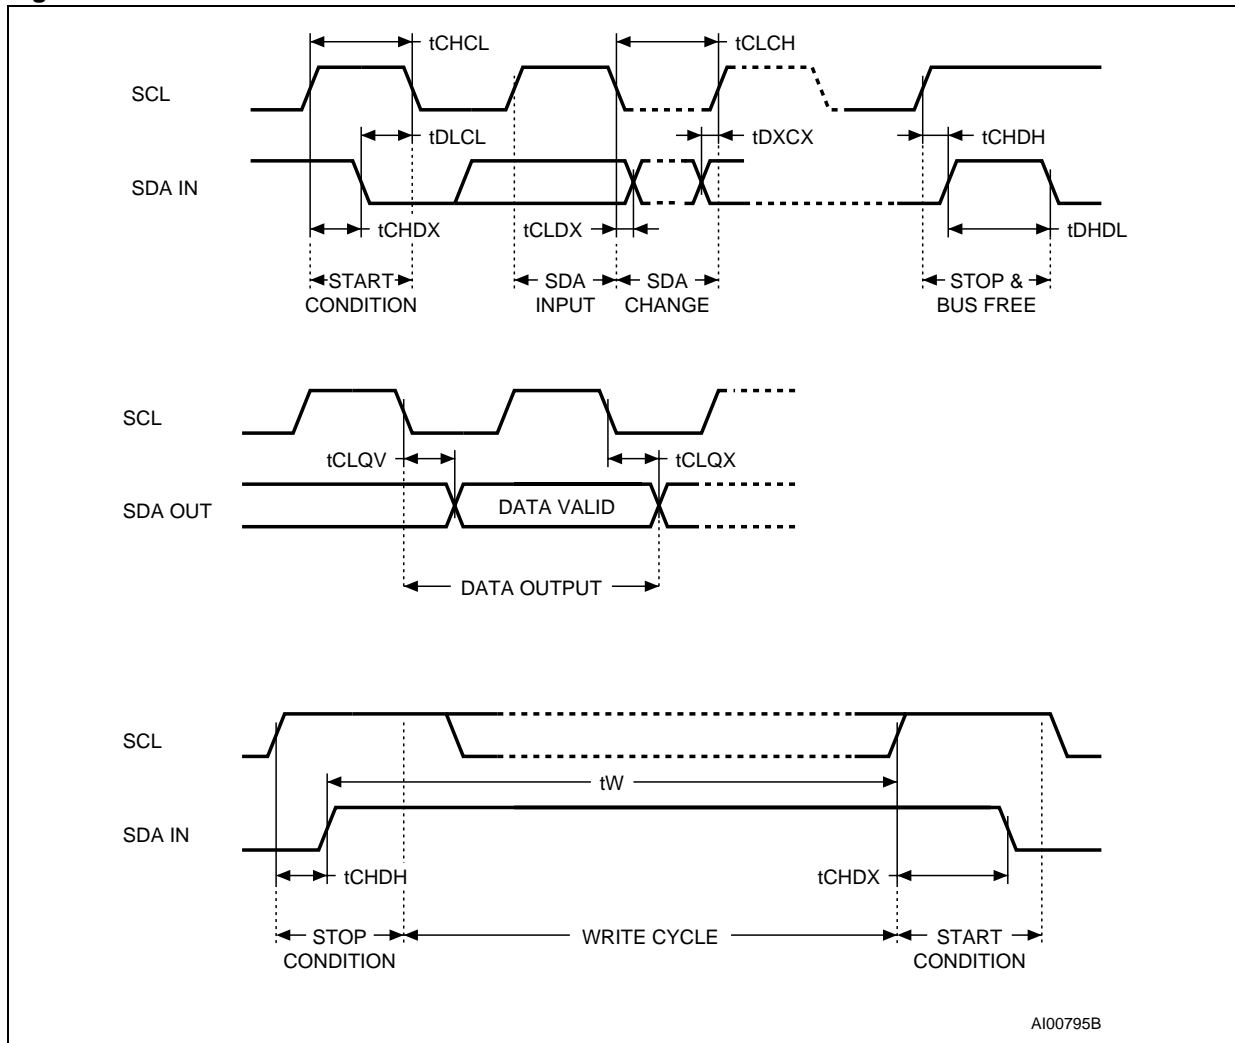 tCHCL
tCLCH
SCL
tDLCL
tDXCX
tCHDH
SDA IN
tCHDX
tCLDX
tDHDL
START
CONDITION
SDA
INPUT
SDA
CHANGE
STOP &
BUS FREE
SCL
tCLQV
tCLQX
SDA OUT
DATA VALID
DATA OUTPUT
SCL
tW
SDA IN
tCHDH
tCHDX
STOP
CONDITION
WRITE CYCLE
START
CONDITION
AI00795B